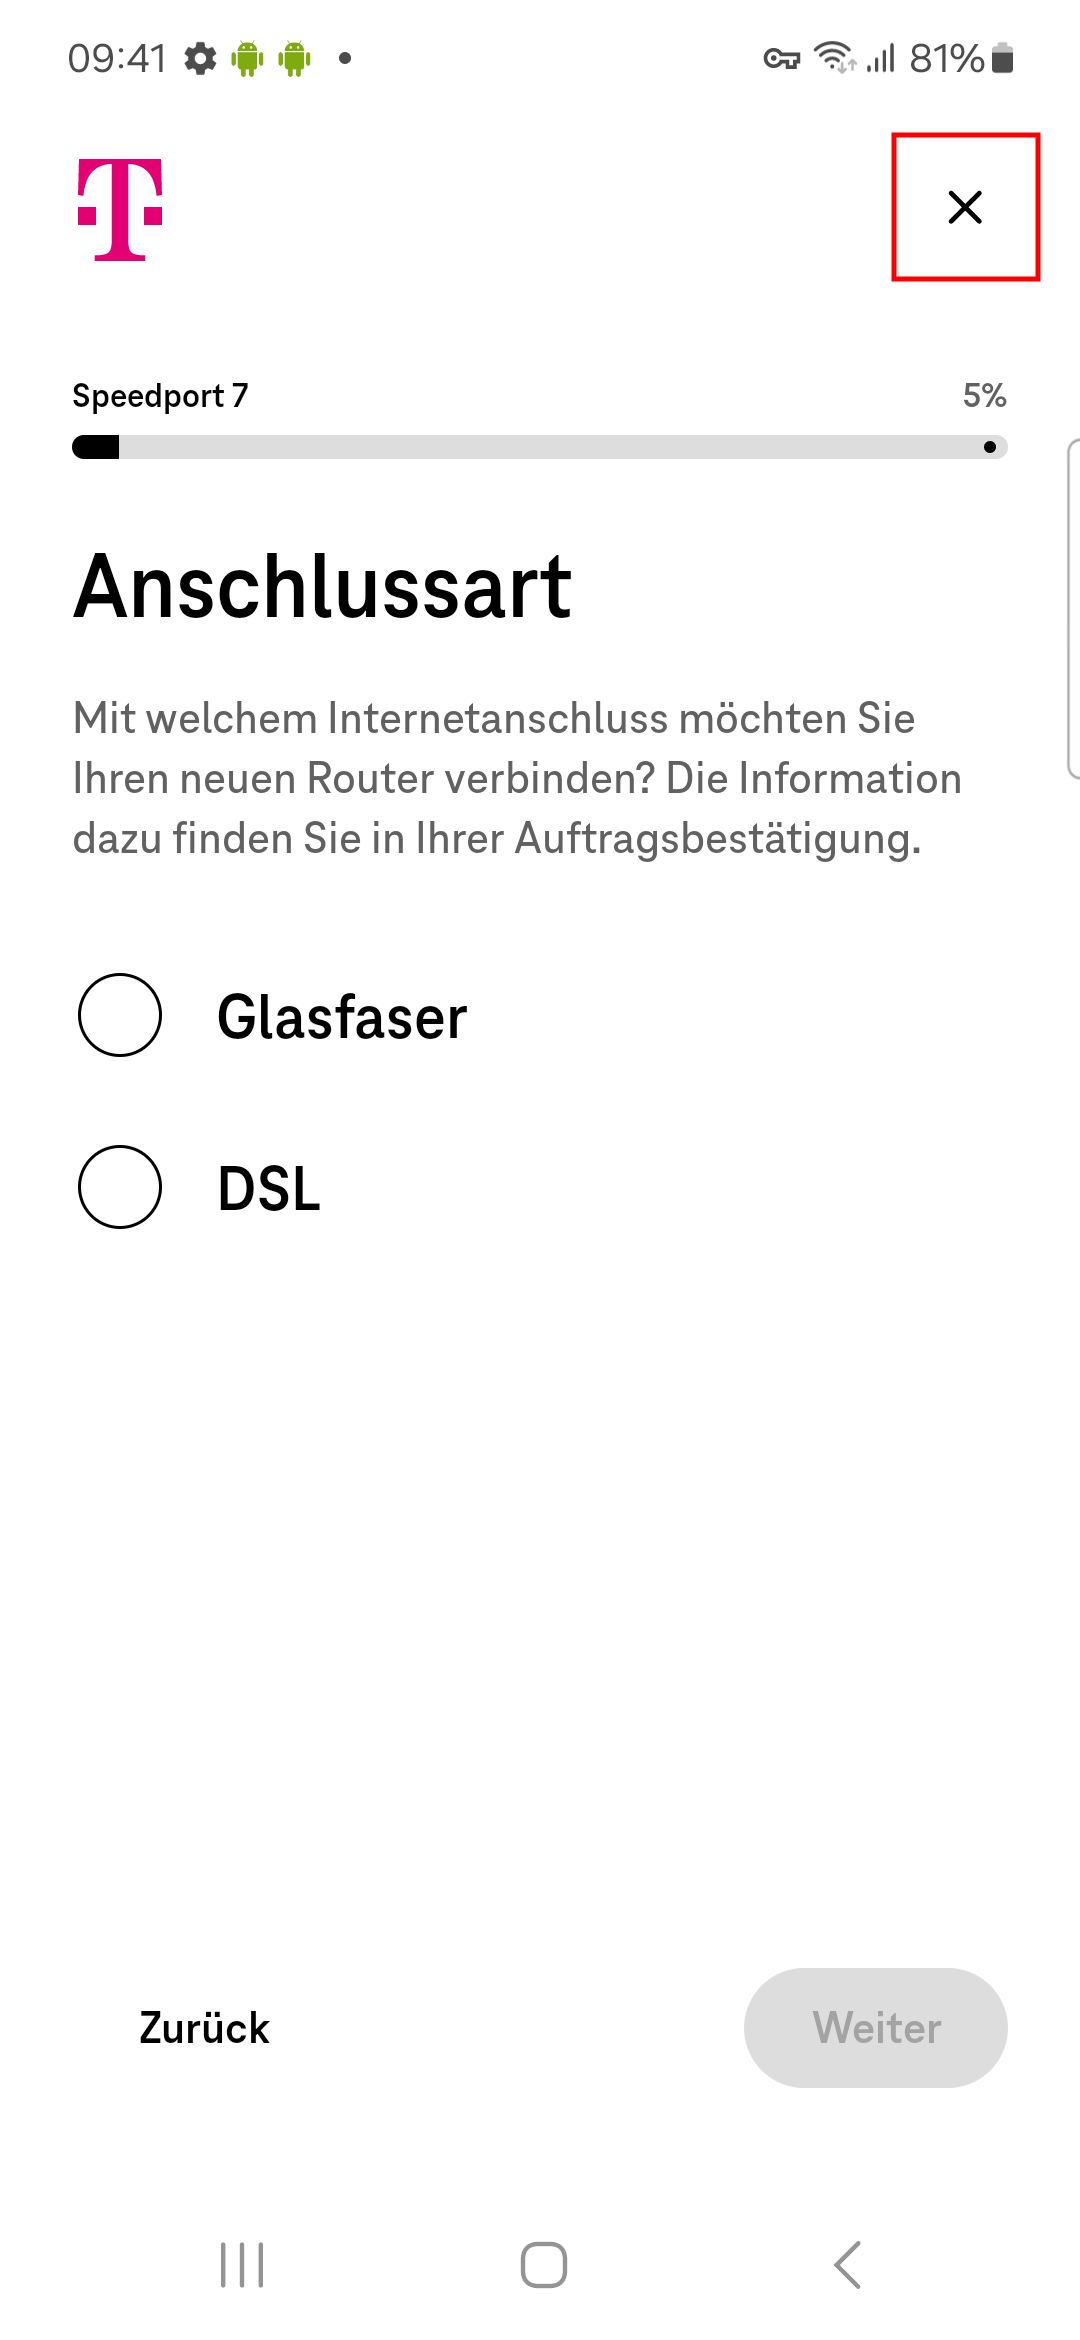 09:41
81%
T
Speedport 7
5%
Anschlussart
Mit welchem Internetanschluss möchten Sie
Ihren neuen Router verbinden? Die Information
dazu finden Sie in Ihrer Auftragsbestätigung.
Glasfaser
DSL
Zurück
Weiter